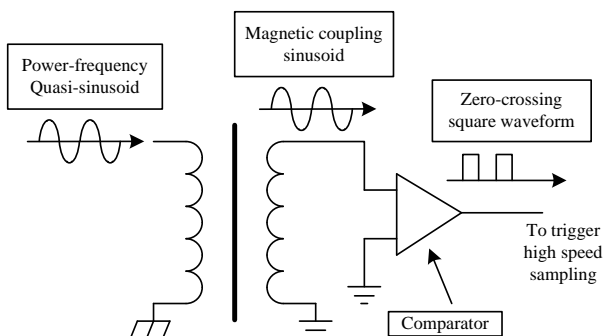 Magnetic coupling
sinusoid
Power-frequency
Quasi-sinusoid
Zero-crossing
square waveform
To trigger
high speed
sampling
Comparator